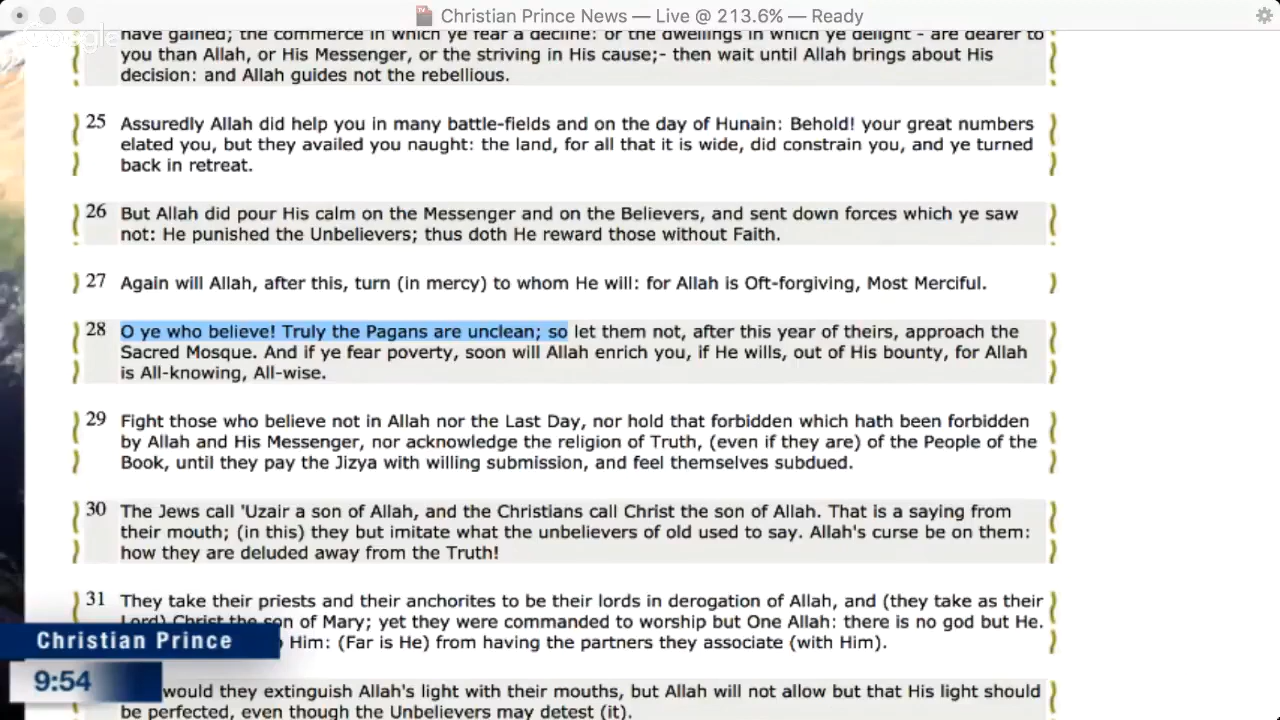 Christian Prince News — Live @ 213.6% — Ready
Google
have gained; the commerce in which ye fear a decline: or the dwellings in which ye delight - are dearer to
you than Allah, or His Messenger, or the striving in His cause;- then wait until Allah brings about His
decision: and Allah guides not the rebellious.
25 Assuredly Allah did help you in many battle-fields and on the day of Hunain: Behold! your great numbers
elated you, but they availed you naught: the land, for all that it is wide, did constrain you, and ye turned
back in retreat.
26 But Allah did pour His calm on the Messenger and on the Believers, and sent down forces which ye saw
not: He punished the Unbelievers; thus doth He reward those without Faith.
27 Again will Allah, after this, turn (in mercy) to whom He will: for Allah is Oft-forgiving, Most Merciful.
28 O ye who believe! Truly the Pagans are unclean; so let them not, after this year of theirs, approach the
Sacred Mosque. And if ye fear poverty, soon will Allah enrich you, if He wills, out of His bounty, for Allah
is All-knowing, All-wise.
29 Fight those who believe not in Allah nor the Last Day, nor hold that forbidden which hath been forbidden
by Allah and His Messenger, nor acknowledge the religion of Truth, (even if they are) of the People of the
Book, until they pay the Jizya with willing submission, and feel themselves subdued.
30 The Jews call 'Uzair a son of Allah, and the Christians call Christ the son of Allah. That is a saying from
their mouth; (in this) they but imitate what the unbelievers of old used to say. Allah's curse be on them:
how they are deluded away from the Truth!
31 They take their priests and their anchorites to be their lords in derogation of Allah, and (they take as their
Lord) Christ the son of Mary; yet they were commanded to worship but One Allah: there is no god but He.
Him: (Far is He) from having the partners they associate (with Him).
would they extinguish Allah's light with their mouths, but Allah will not allow but that His light should
be perfected, even though the Unbelievers may detest (it).
Christian Prince
9:54